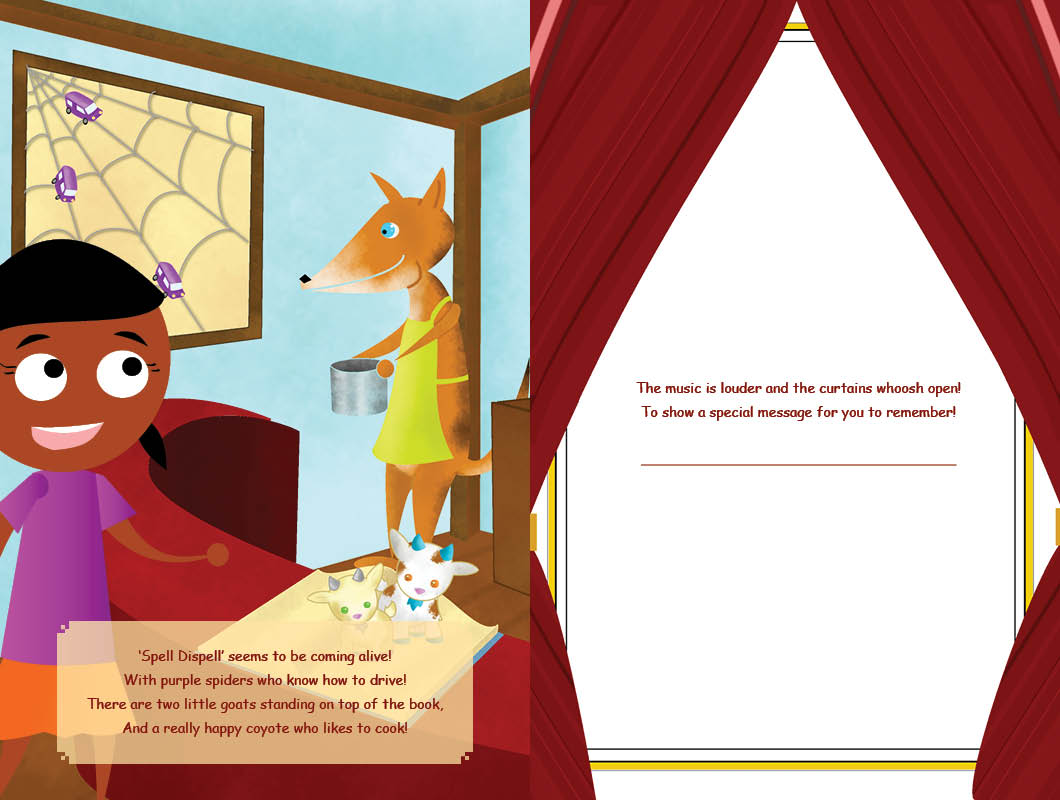 ‘Spell Dispell’ seems to be coming alive!
With purple spiders who know how to drive!
There are two little goats standing on top of the book,
And a really happy coyote who likes to cook!
The music is louder and the curtains whoosh open!
To show a special message for you to remember!